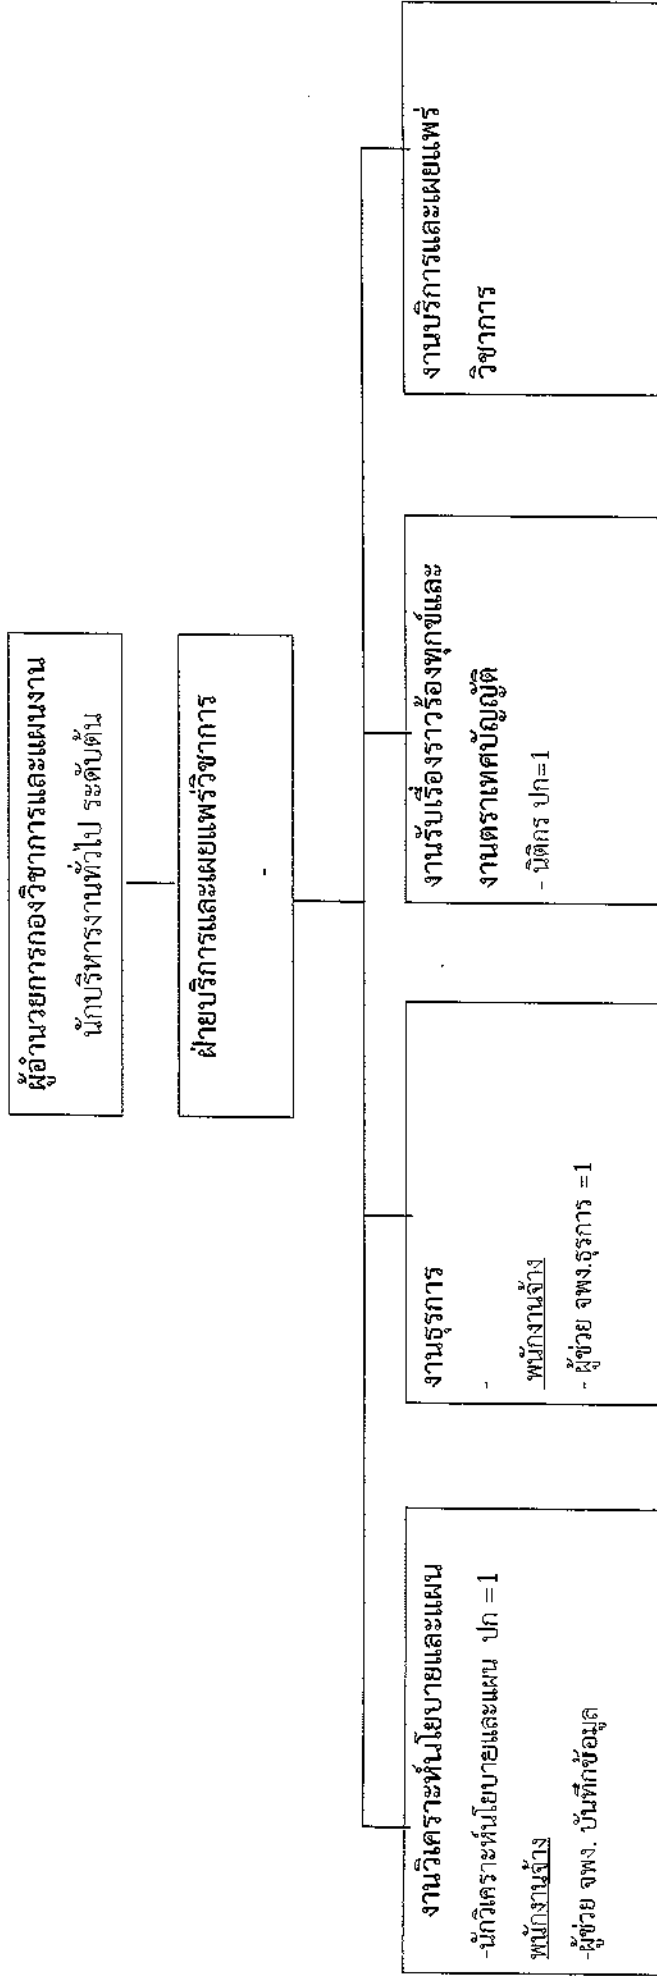 ผู้อำนวยการกองวิชาการและแผนงาน
นักบริหารงานทั่วไป ระดับต้น
ฝ่ายบริการและเผยแพร่วิชาการ
-
งานวิเคราะห์นโยบายและแผน
-นักวิเคราะห์นโยบายและแผน ปก =1
พนักงานจ้าง
-ผู้ช่วย จพง. บันทึกข้อมูล
งานธุรการ
-
พนักงานจ้าง
- ผู้ช่วย จพง.ธุรการ =1
งานรับเรื่องราวร้องทุกข์และ
งานตราเทศบัญญัติ
- นิติกร ปก=1
งานบริการและเผยแพร่
วิชาการ